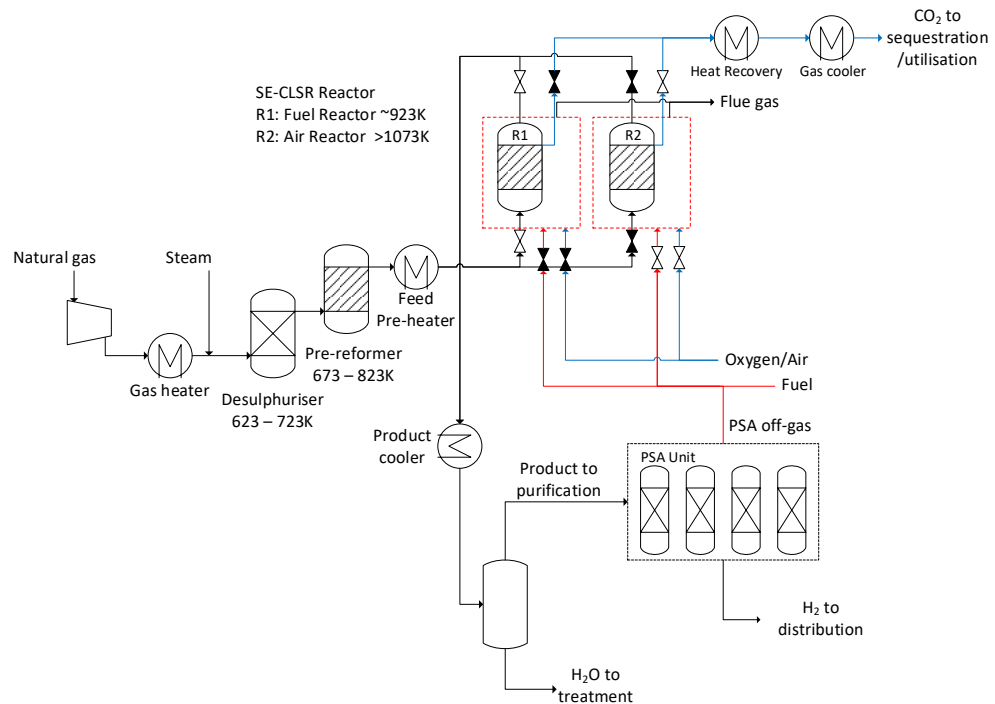 CO₂ to
sequestration
/utilisation
Heat Recovery
Gas cooler
SE-CLSR Reactor
R1: Fuel Reactor ~923K
R2: Air Reactor >1073K
Flue gas
R1
R2
Natural gas
Steam
Feed
Pre-heater
Gas heater
Pre-reformer
673 – 823K
Desulphuriser
623 – 723K
Oxygen/Air
Fuel
PSA off-gas
Product
cooler
Product to
purification
PSA Unit
H₂ to
distribution
H₂O to
treatment